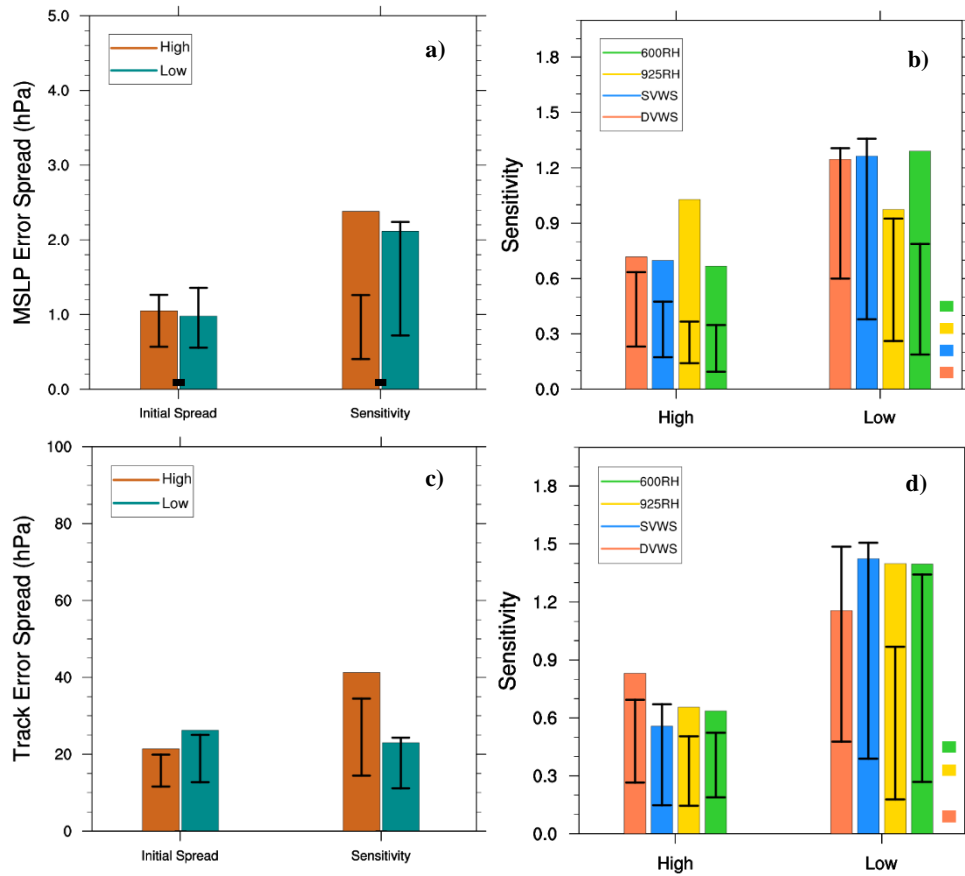 a)
MSLP Error Spread (hPa)
5.0
4.0
3.0
2.0
1.0
0.0
High
Low
Initial Spread
Sensitivity
b)
Sensitivity
1.8
1.5
1.2
0.9
0.6
0.3
0.0
600RH
925RH
SVWS
DVWS
High
Low
c)
Track Error Spread (hPa)
100
80
60
40
20
0
High
Low
Initial Spread
Sensitivity
d)
Sensitivity
1.8
1.5
1.2
0.9
0.6
0.3
0.0
600RH
925RH
SVWS
DVWS
High
Low